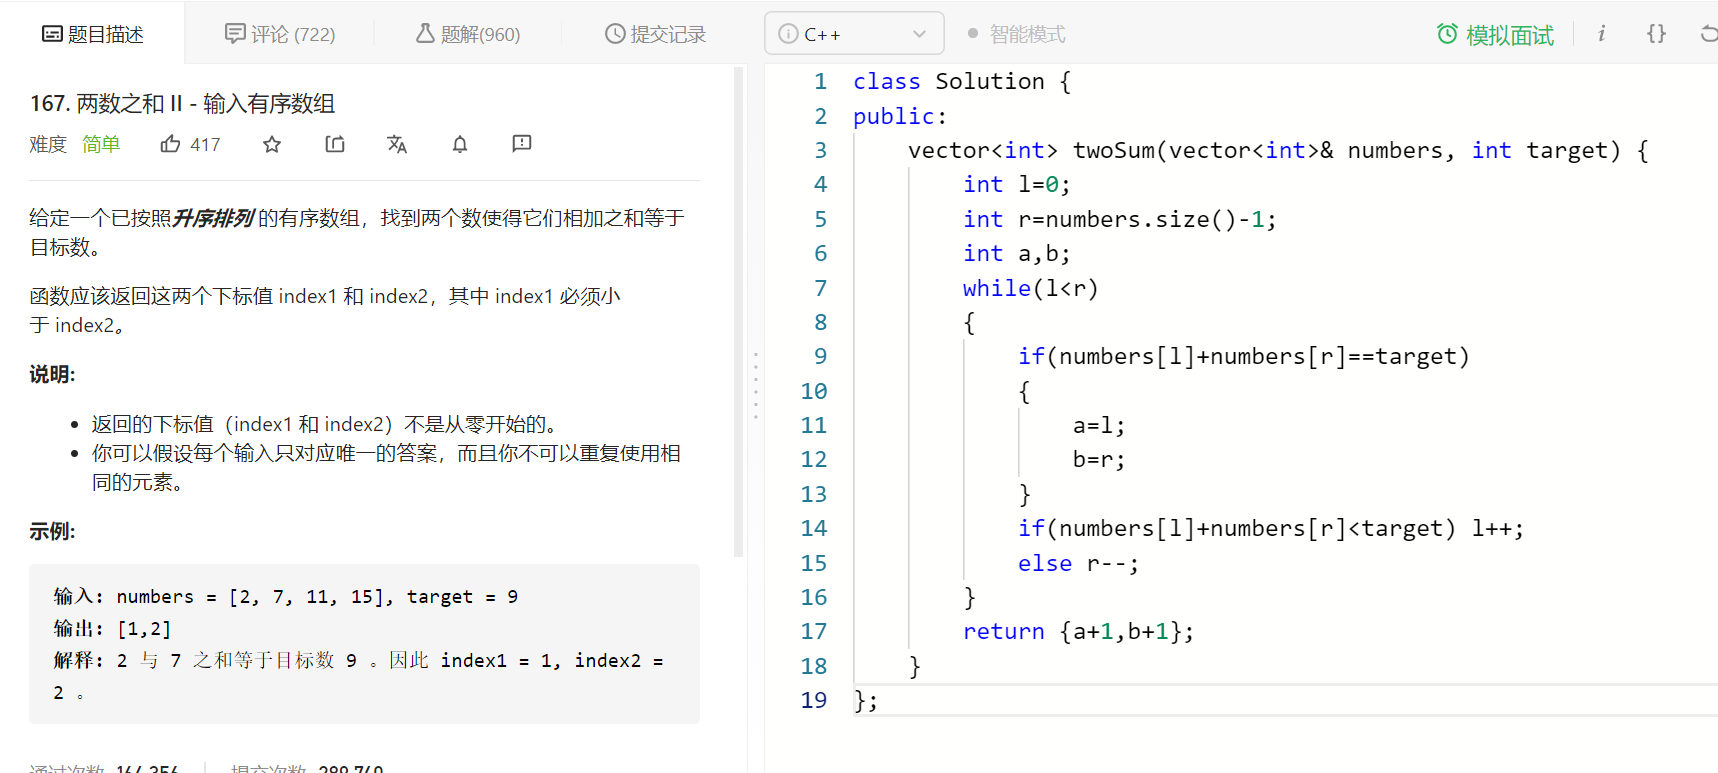 题目描述
评论 (722)
题解(960)
提交记录
C++
智能模式
模拟面试
i
{}
167. 两数之和 II - 输入有序数组
难度 简单 417
给定一个已按照升序排列 的有序数组，找到两个数使得它们相加之和等于
目标数。
函数应该返回这两个下标值 index1 和 index2，其中 index1 必须小
于 index2。
说明:
返回的下标值（index1 和 index2）不是从零开始的。
你可以假设每个输入只对应唯一的答案，而且你不可以重复使用相
同的元素。
示例:
输入: numbers = [2, 7, 11, 15], target = 9
输出: [1,2]
解释: 2 与 7 之和等于目标数 9 。因此 index1 = 1, index2 =
2 。
通过次数 164,356 提交次数 289,749
1 class Solution {
2 public:
3 vector<int> twoSum(vector<int>& numbers, int target) {
4 int l=0;
5 int r=numbers.size()-1;
6 int a,b;
7 while(l<r)
8 {
9 if(numbers[l]+numbers[r]==target)
10 {
11 a=l;
12 b=r;
13 }
14 if(numbers[l]+numbers[r]<target) l++;
15 else r--;
16 }
17 return {a+1,b+1};
18 }
19 };